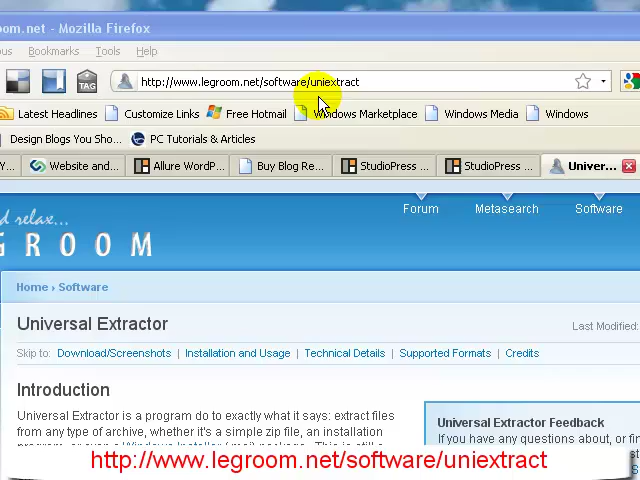 om.net - Mozilla Firefox
ous Bookmarks Tools Help
TAG http://www.legroom.net/software/uniextract
Latest Headlines Customize Links Free Hotmail Windows Marketplace Windows Media Windows
Design Blogs You Sho... PC Tutorials & Articles
Y... Website and... Allure WordP... Buy Blog Re... StudioPress ... StudioPress ... Univer...
d relax...
GROOM
Forum Metasearch Software
Home › Software
Universal Extractor
Last Modified:
Skip to: Download/Screenshots | Installation and Usage | Technical Details | Supported Formats | Credits
Introduction
Universal Extractor is a program do to exactly what it says: extract files
from any type of archive, whether it's a simple zip file, an installation
Universal Extractor Feedback
If you have any questions about, or fin
http://www.legroom.net/software/uniextract